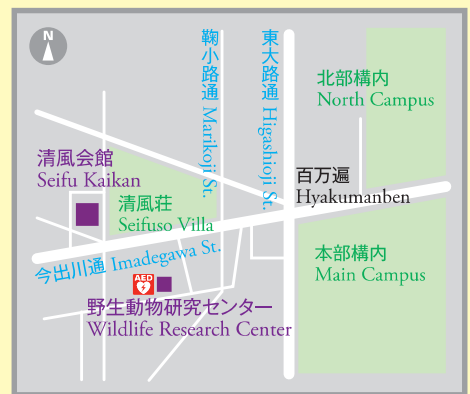 N
鞠小路通 Marikoji St.
東大路通 Higashioji St.
北部構内
North Campus
清風会館
Seifu Kaikan
百万遍
Hyakumanben
清風荘
Seifuso Villa
今出川通 Imadegawa St.
本部構内
Main Campus
AED
野生動物研究センター
Wildlife Research Center